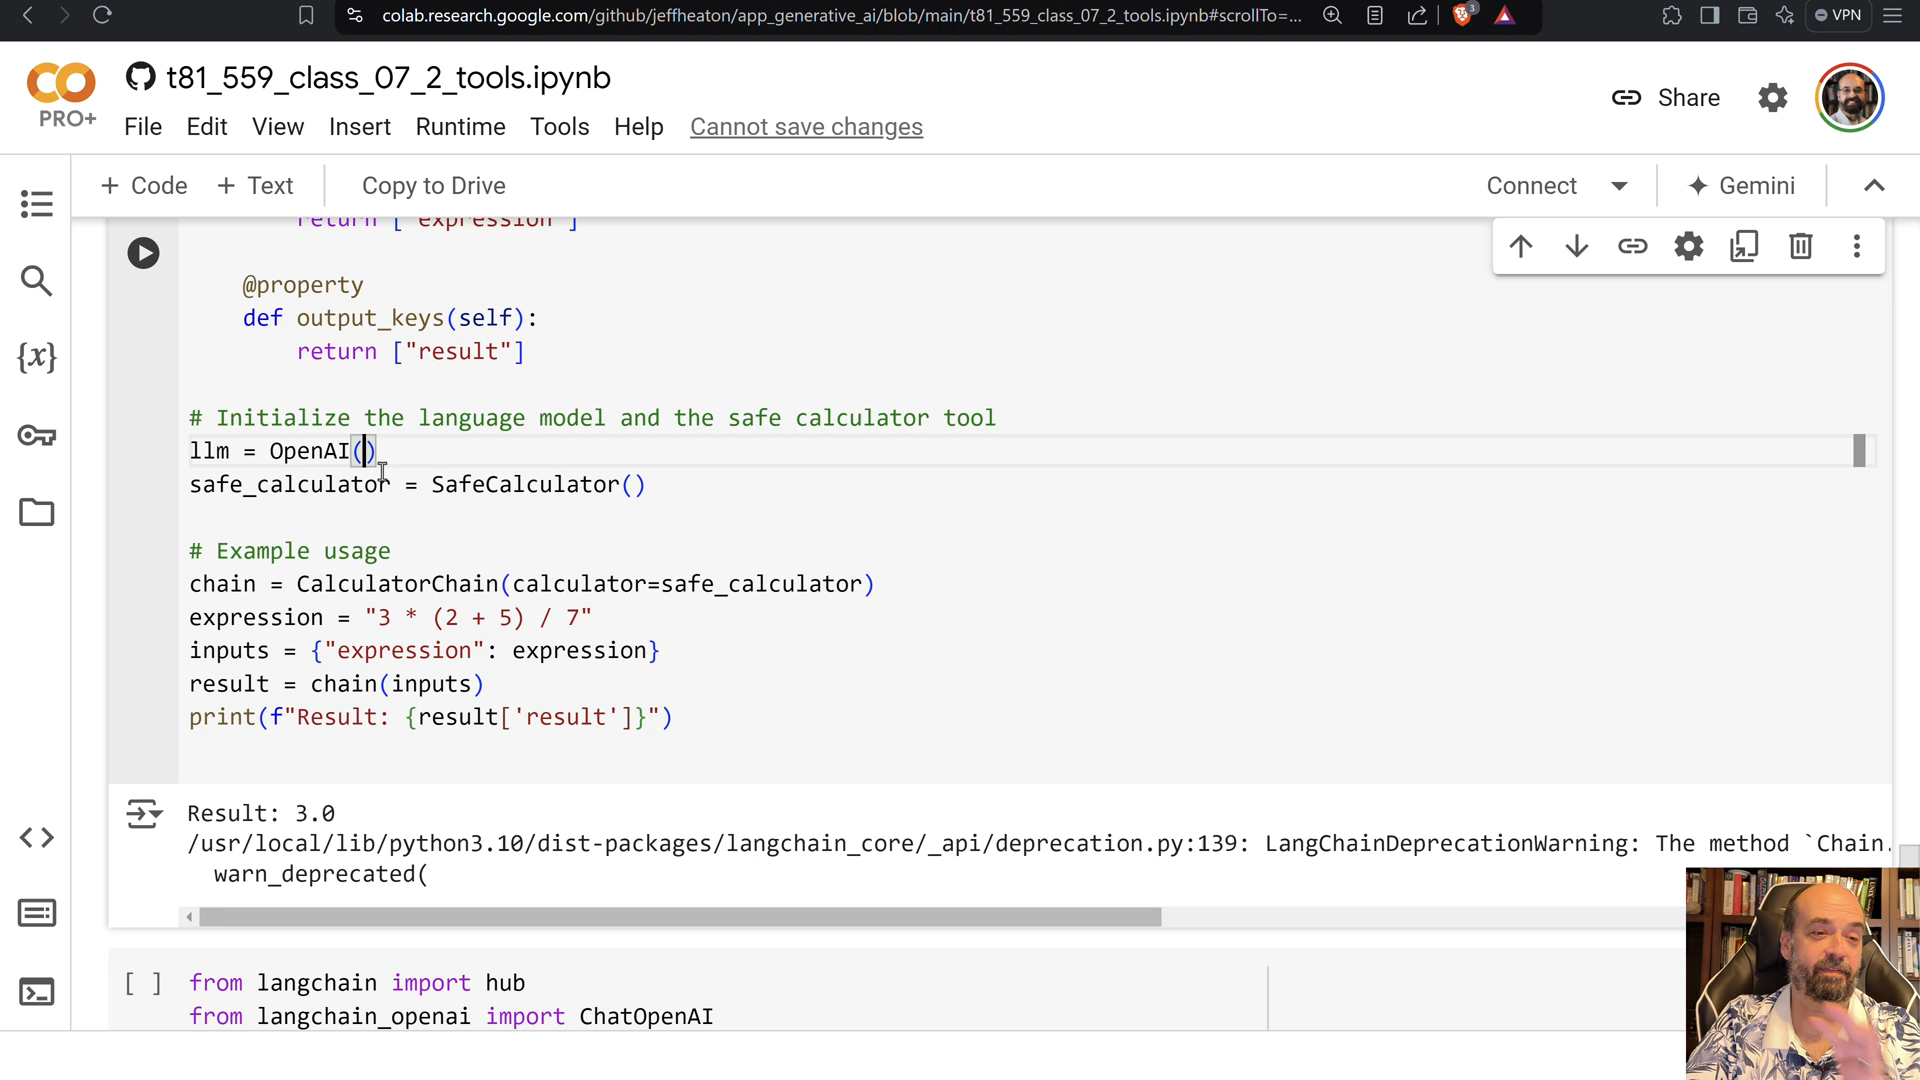 colab.research.google.com/github/jeffheaton/app_generative_ai/blob/main/t81_559_class_07_2_tools.ipynb#scrollTo=...
3
VPN
PRO+
t81_559_class_07_2_tools.ipynb
File Edit View Insert Runtime Tools Help Cannot save changes
Share
+ Code + Text Copy to Drive
Connect
Gemini
{x}
return ["expression"]
@property
def output_keys(self):
return ["result"]
# Initialize the language model and the safe calculator tool
llm = OpenAI()
safe_calculator = SafeCalculator()
# Example usage
chain = CalculatorChain(calculator=safe_calculator)
expression = "3 * (2 + 5) / 7"
inputs = {"expression": expression}
result = chain(inputs)
print(f"Result: {result['result']}")
Result: 3.0
/usr/local/lib/python3.10/dist-packages/langchain_core/_api/deprecation.py:139: LangChainDeprecationWarning: The method `Chain.
warn_deprecated(
[ ] from langchain import hub
from langchain_openai import ChatOpenAI